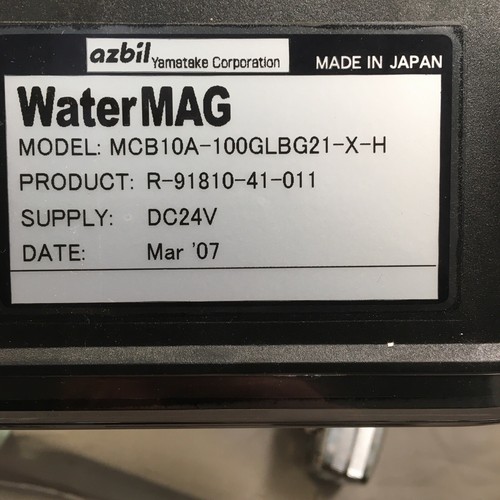 azbil Yamatake Corporation MADE IN JAPAN
WaterMAG
MODEL: MCB10A-100GLBG21-X-H
PRODUCT: R-91810-41-011
SUPPLY: DC24V
DATE: Mar '07